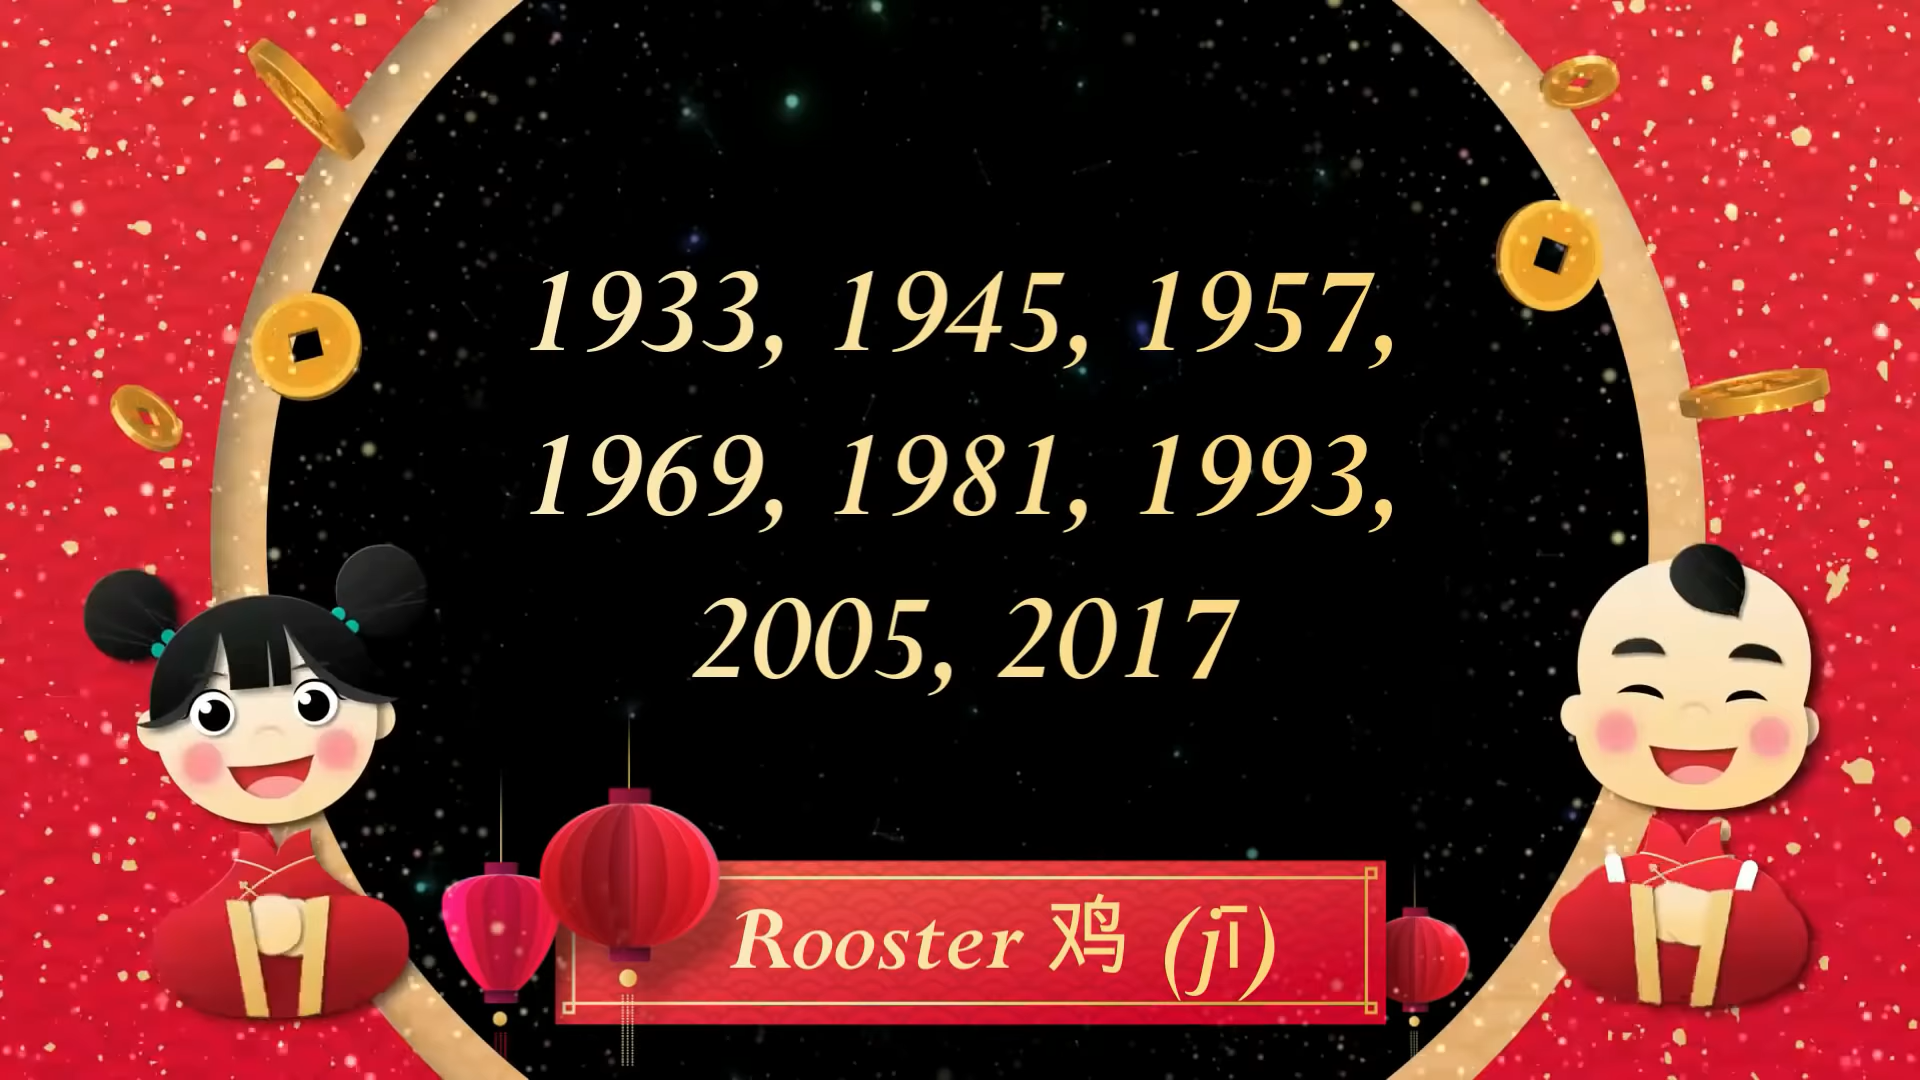 1933, 1945, 1957,
1969, 1981, 1993,
2005, 2017
Rooster 鸡 (jī)